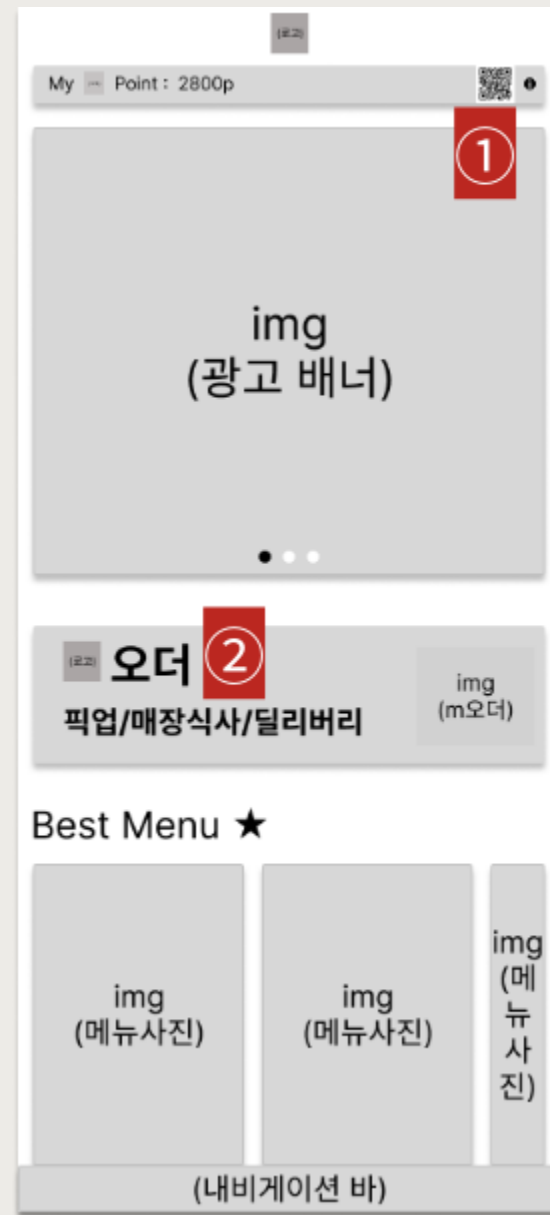 (로고)
My Point : 2800p
①
img
(광고 배너)
(로고) 오더 ②
픽업/매장식사/딜리버리
img
(m오더)
Best Menu ★
img
(메뉴사진)
img
(메뉴사진)
img
(메
뉴
사
진)
(내비게이션 바)